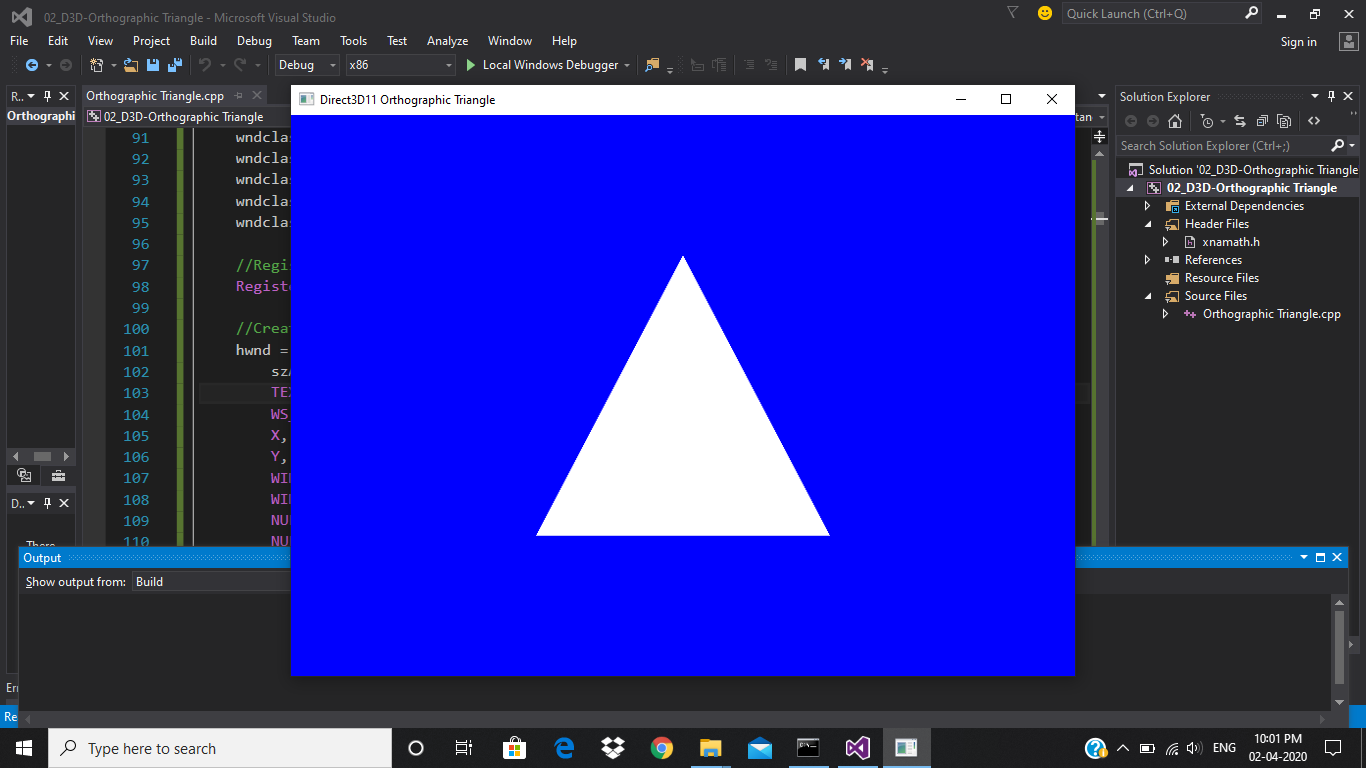 02_D3D-Orthographic Triangle - Microsoft Visual Studio
Quick Launch (Ctrl+Q)
File Edit View Project Build Debug Team Tools Test Analyze Window Help
Sign in
Debug x86 Local Windows Debugger
R..
Orthographi
Orthographic Triangle.cpp
02_D3D-Orthographic Triangle
tan
Direct3D11 Orthographic Triangle
91 wndcla
92 wndcla
93 wndcla
94 wndcla
95 wndcla
96
97 //Regi
98 Regist
99
100 //Crea
101 hwnd =
102 sz
103 TE
104 WS_
105 X,
106 Y,
107 WI
108 WI
109 NU
110 NU
Solution Explorer
Search Solution Explorer (Ctrl+;)
Solution '02_D3D-Orthographic Triangle
02_D3D-Orthographic Triangle
External Dependencies
Header Files
xnamath.h
References
Resource Files
Source Files
Orthographic Triangle.cpp
D..
There
Output
Show output from: Build
Er
Re
Type here to search
ENG
10:01 PM
02-04-2020